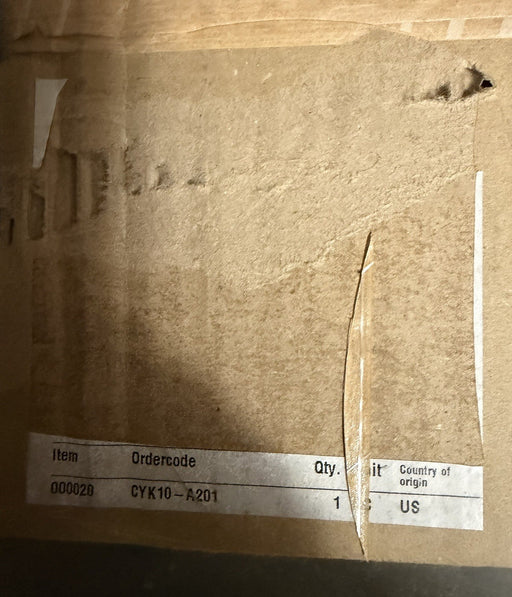 Item Ordercode Qty. Country of
origin
000020 CYK10-A201 1 US